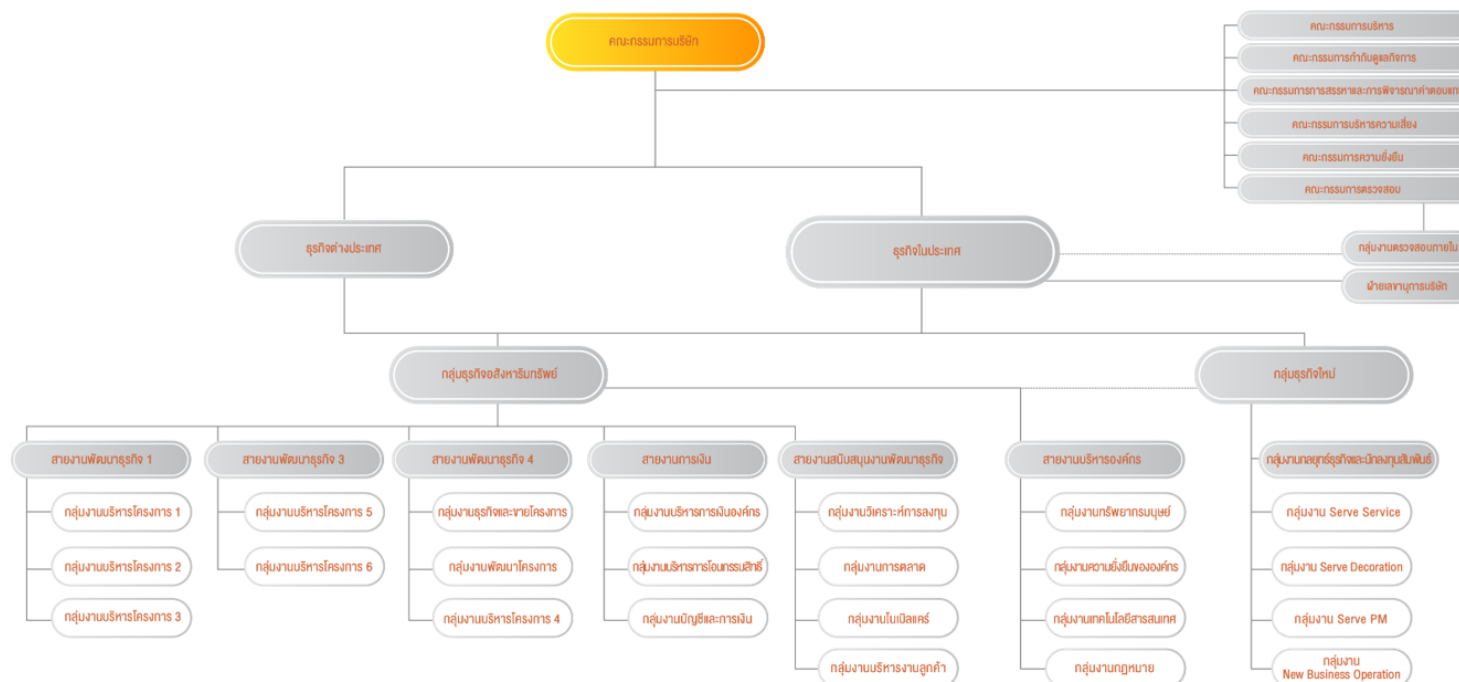 คณะกรรมการบริษัท
คณะกรรมการบริหาร
คณะกรรมการกำกับดูแลกิจการ
คณะกรรมการการสรรหาและการพิจารณาค่าตอบแทน
คณะกรรมการบริหารความเสี่ยง
คณะกรรมการความยั่งยืน
คณะกรรมการตรวจสอบ
ธุรกิจต่างประเทศ
ธุรกิจในประเทศ
กลุ่มงานตรวจสอบภายใน
ฝ่ายเลขานุการบริษัท
กลุ่มธุรกิจอสังหาริมทรัพย์
กลุ่มธุรกิจใหม่
สายงานพัฒนาธุรกิจ 1
สายงานพัฒนาธุรกิจ 3
สายงานพัฒนาธุรกิจ 4
สายงานการเงิน
สายงานสนับสนุนงานพัฒนาธุรกิจ
สายงานบริหารองค์กร
กลุ่มงานกลยุทธ์ธุรกิจและนักลงทุนสัมพันธ์
กลุ่มงานบริหารโครงการ 1
กลุ่มงานบริหารโครงการ 5
กลุ่มงานธุรกิจและขายโครงการ
กลุ่มงานบริหารการเงินองค์กร
กลุ่มงานวิเคราะห์การลงทุน
กลุ่มงานทรัพยากรมนุษย์
กลุ่มงาน Serve Service
กลุ่มงานบริหารโครงการ 2
กลุ่มงานบริหารโครงการ 6
กลุ่มงานพัฒนาโครงการ
กลุ่มงานบริหารการโอนกรรมสิทธิ์
กลุ่มงานการตลาด
กลุ่มงานความยั่งยืนขององค์กร
กลุ่มงาน Serve Decoration
กลุ่มงานบริหารโครงการ 3
กลุ่มงานบริหารโครงการ 4
กลุ่มงานบัญชีและการเงิน
กลุ่มงานโนเบิลแคร์
กลุ่มงานเทคโนโลยีสารสนเทศ
กลุ่มงาน Serve PM
กลุ่มงานบริหารงานลูกค้า
กลุ่มงานกฎหมาย
กลุ่มงาน
New Business Operation